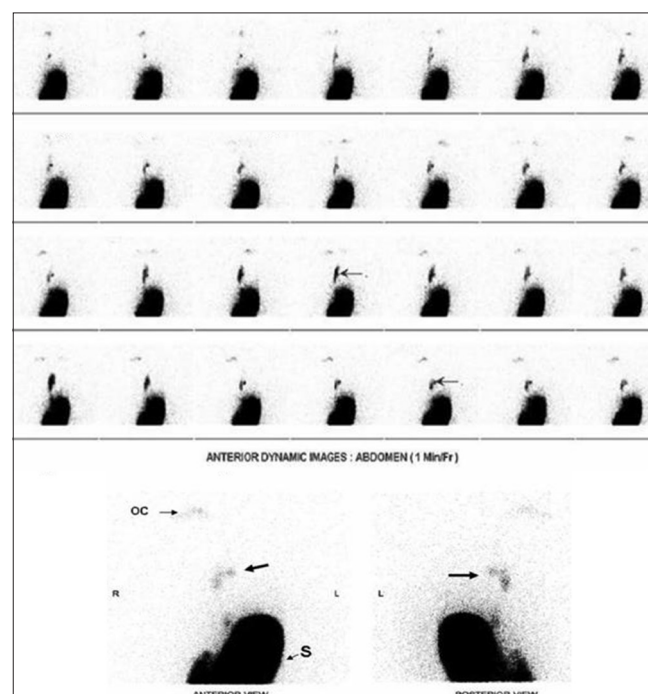 ANTERIOR DYNAMIC IMAGES : ABDOMEN ( 1 Min/Fr )
OC
R
L
L
S
ANTERIOR VIEW
POSTERIOR VIEW